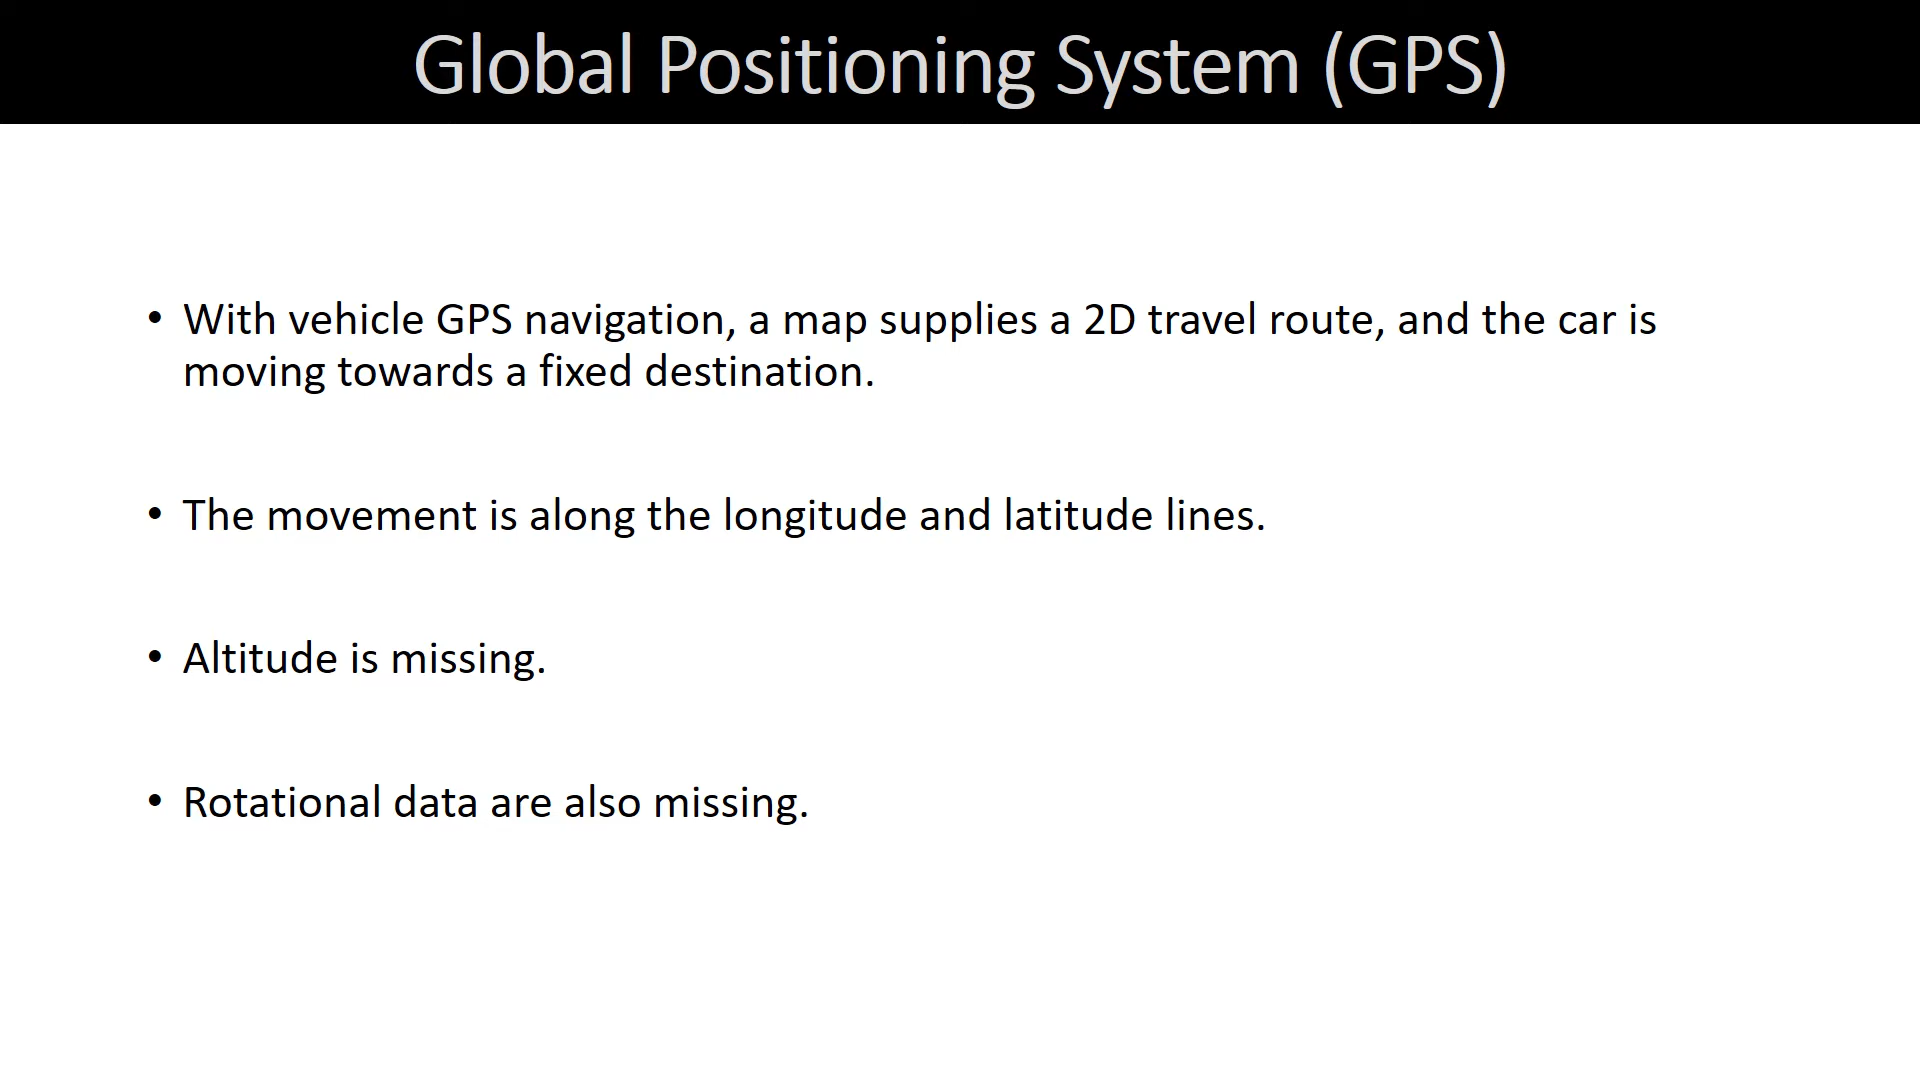 Global Positioning System (GPS)
• With vehicle GPS navigation, a map supplies a 2D travel route, and the car is
moving towards a fixed destination.
• The movement is along the longitude and latitude lines.
• Altitude is missing.
• Rotational data are also missing.